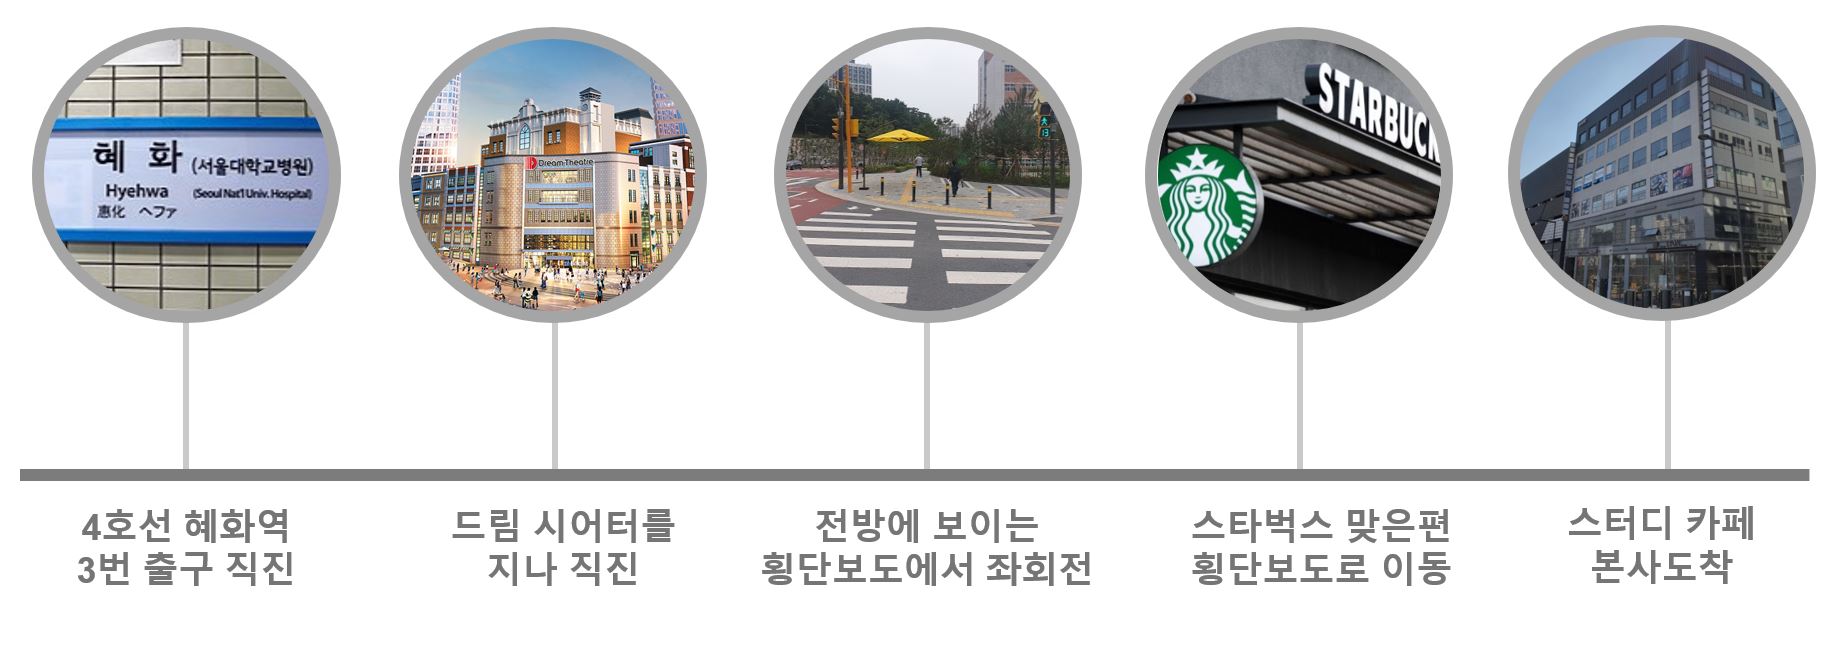 혜 화 (서울대학교병원)
Hyehwa (Seoul Nat'l Univ. Hospital)
惠化 ヘファ
Dream Theatre
13
STARBUCK
4호선 혜화역
3번 출구 직진
드림 시어터를
지나 직진
전방에 보이는
횡단보도에서 좌회전
스타벅스 맞은편
횡단보도로 이동
스터디 카페
본사도착